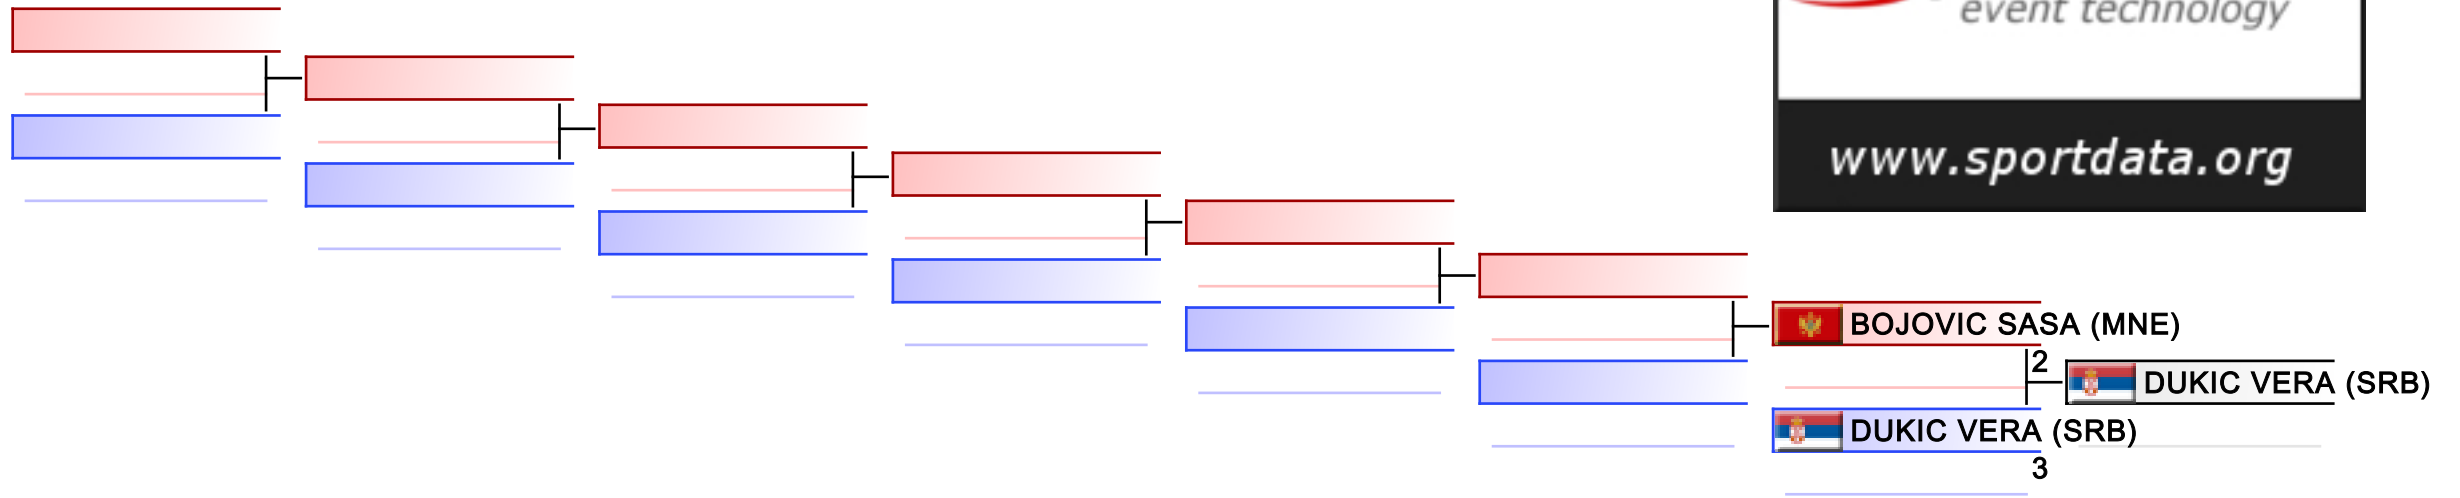 event technology
www.sportdata.org
BOJOVIC SASA (MNE)
2
DUKIC VERA (SRB)
DUKIC VERA (SRB)
3